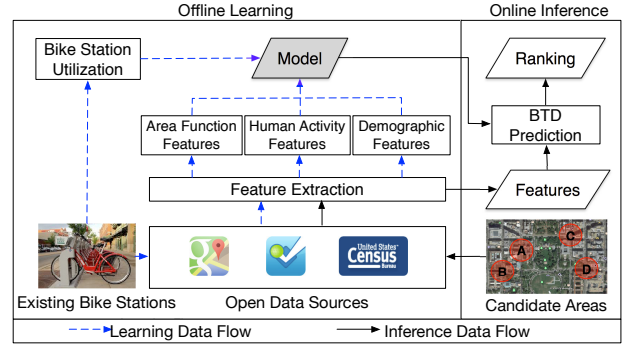 Offline Learning
Online Inference
Bike Station
Utilization
Model
Ranking
Area Function
Features
Human Activity
Features
Demographic
Features
BTD
Prediction
Feature Extraction
Features
United States®
Census
Bureau
A
B
C
D
Existing Bike Stations
Open Data Sources
Candidate Areas
Learning Data Flow
Inference Data Flow